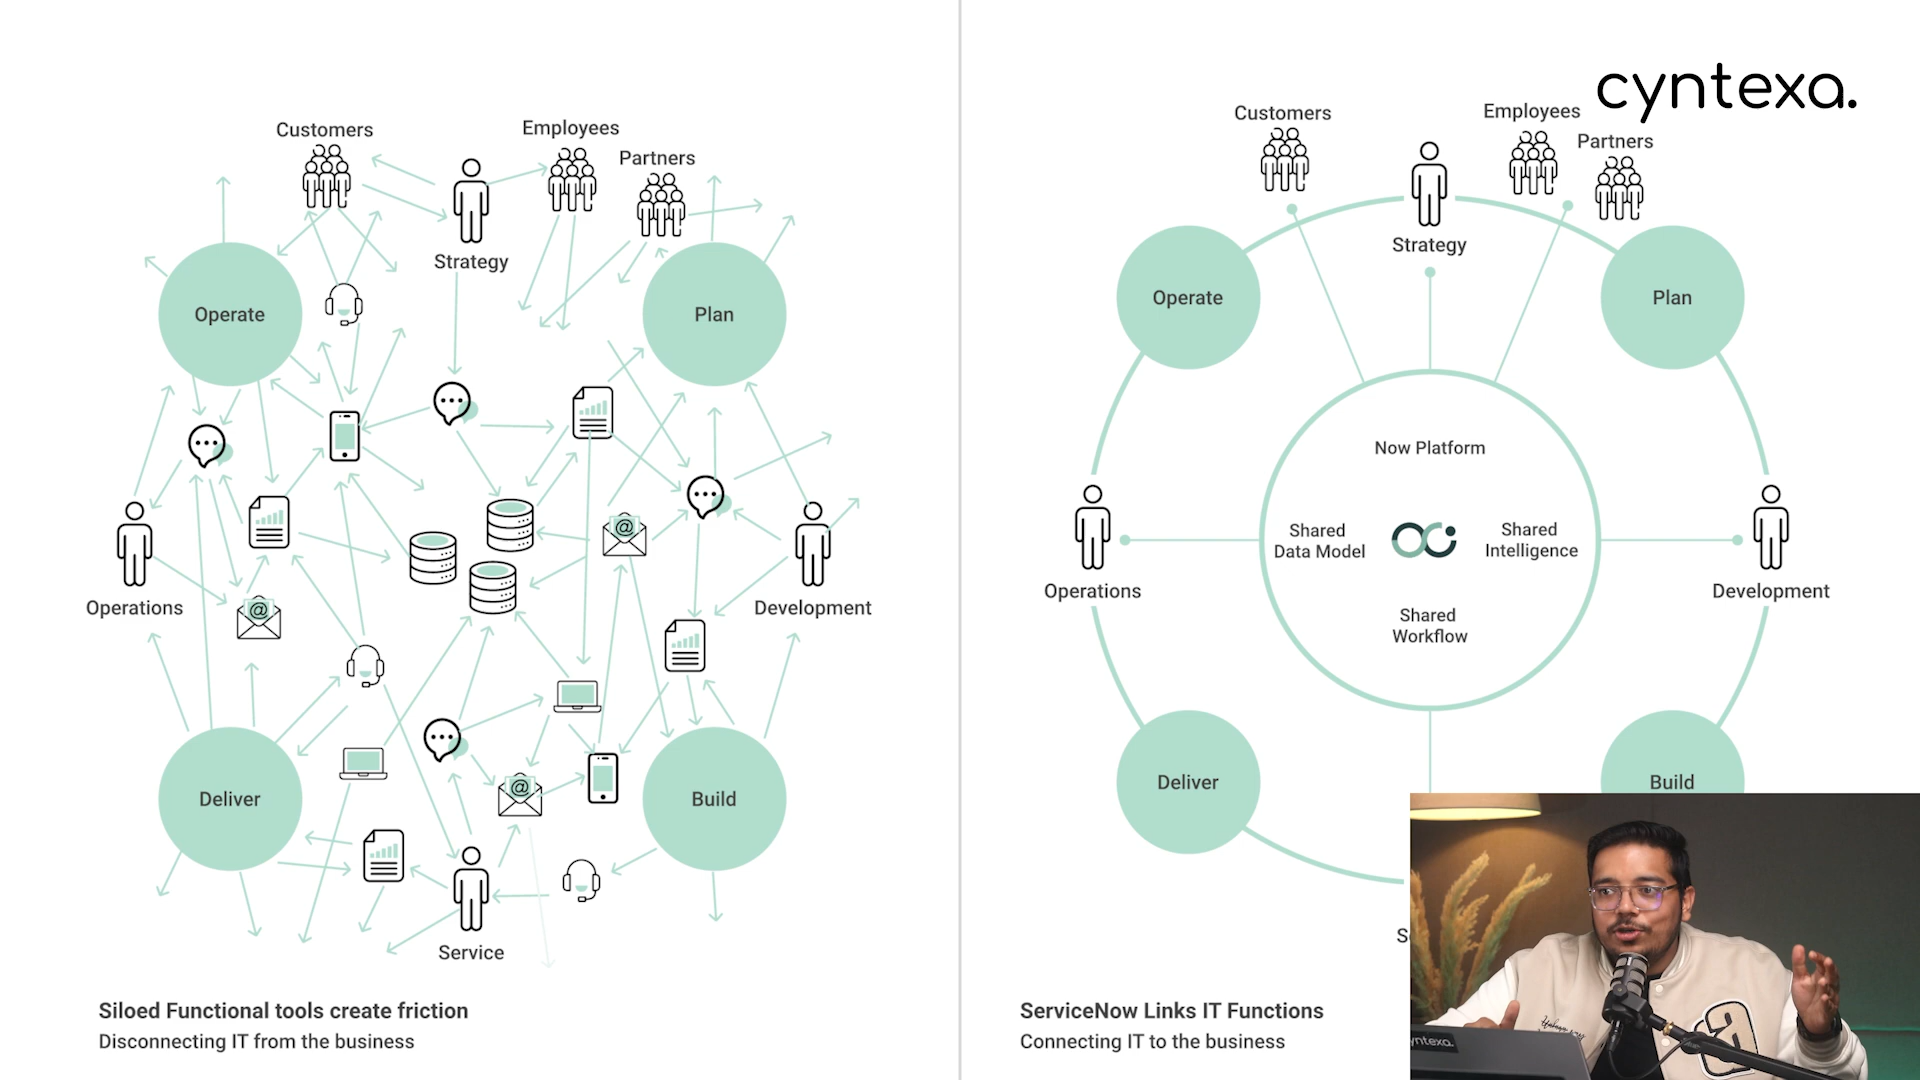 Customers
Employees
Partners
Strategy
Operate
Plan
Operations
Development
Deliver
Build
Service
Siloed Functional tools create friction
Disconnecting IT from the business
cyntexa.
Customers
Employees
Partners
Strategy
Operate
Plan
Now Platform
Shared
Data Model
Shared
Intelligence
Operations
Development
Shared
Workflow
Deliver
Build
ServiceNow Links IT Functions
Connecting IT to the business